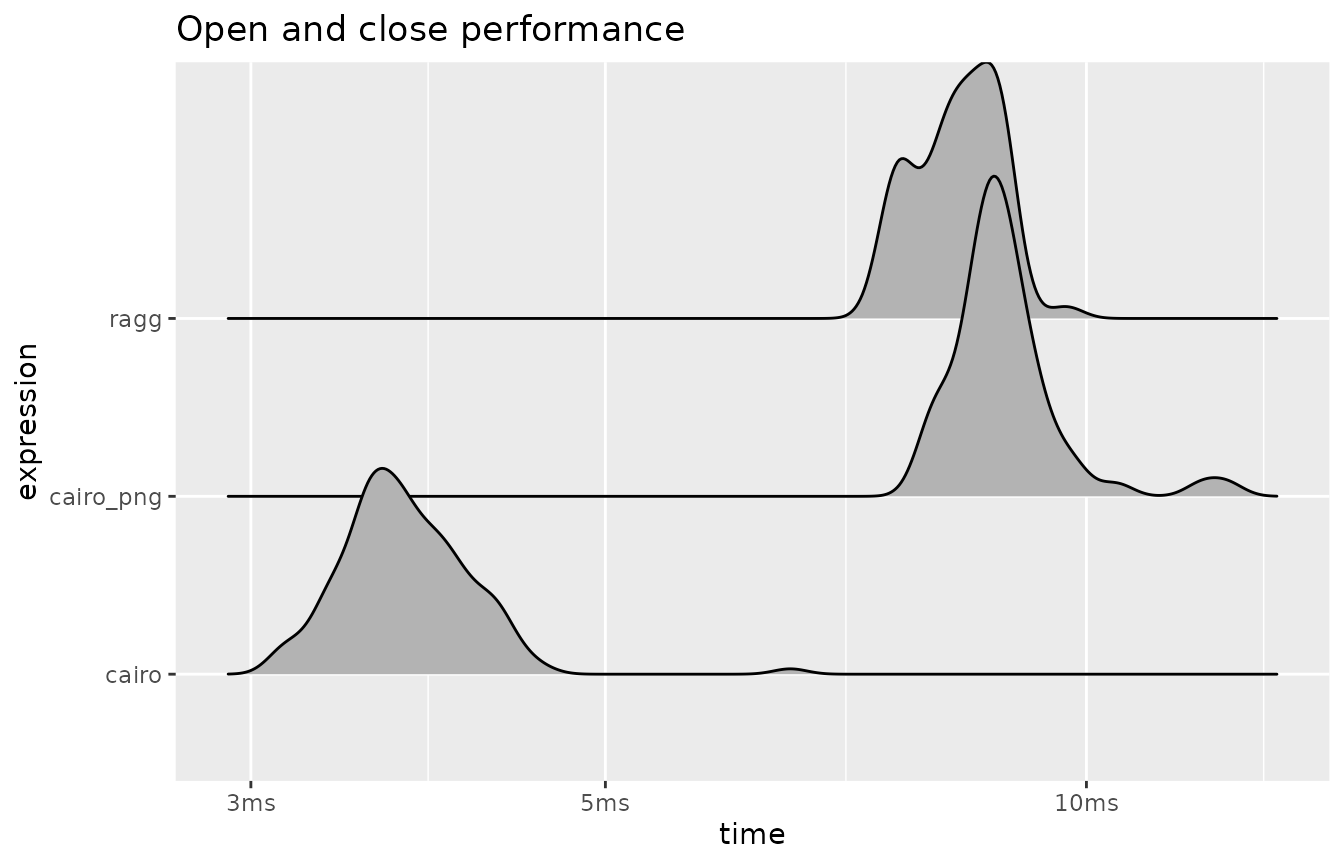 Open and close performance
expression
ragg
cairo_png
cairo
3ms 5ms 10ms
time